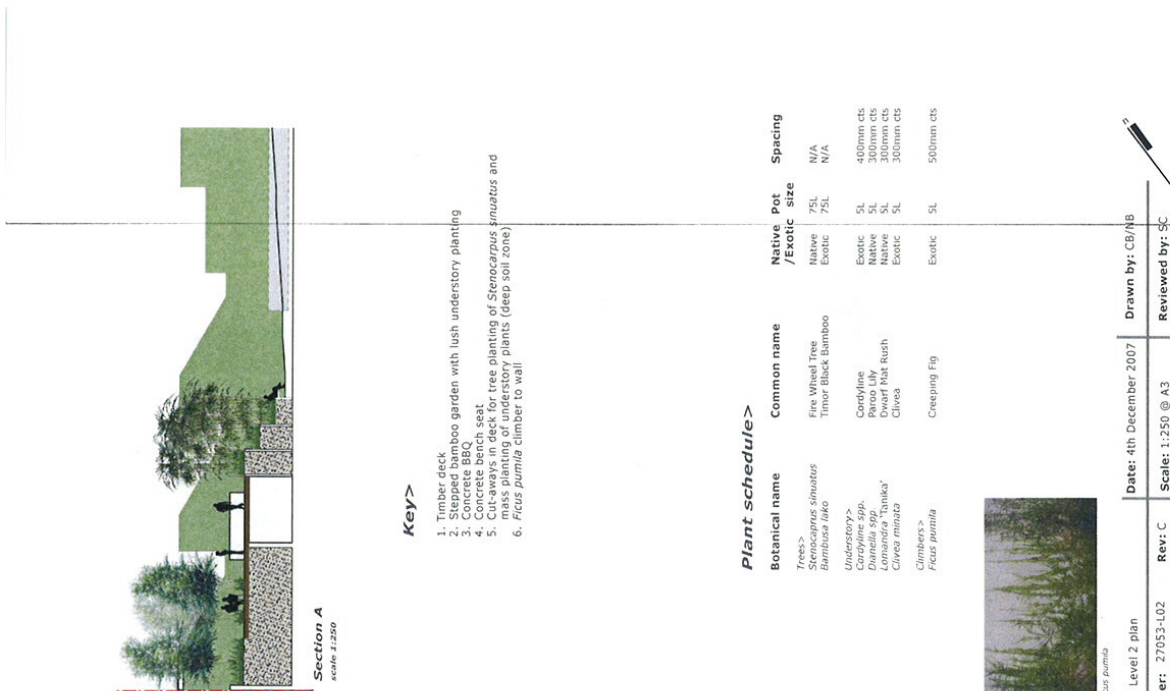 Section A
scale 1:250
Key>
1. Timber deck
2. Stepped bamboo garden with lush understory planting
3. Concrete BBQ
4. Concrete bench seat
5. Cut-aways in deck for tree planting of Stenocarpus sinuatus and
mass planting of understory plants (deep soil zone)
6. Ficus pumila climber to wall
Plant schedule>
Botanical name Common name Native /Exotic Pot size Spacing
Trees>
Stenocaprus sinuatus Fire Wheel Tree Native 75L N/A
Bambusa lako Timor Black Bamboo Exotic 75L N/A
Understory>
Cordyline spp. Cordyline Exotic 5L 400mm cts
Dianella spp Paroo Lily Native 5L 300mm cts
Lomandra 'Tanika' Dwarf Mat Rush Native 5L 300mm cts
Clivea minata Clivea Exotic 5L 300mm cts
Climbers>
Ficus pumila Creeping Fig Exotic 5L 500mm cts
us pumila
n
Level 2 plan Date: 4th December 2007 Drawn by: CB/NB
er: 27053-L02 Rev: C Scale: 1:250 @ A3 Reviewed by: SC